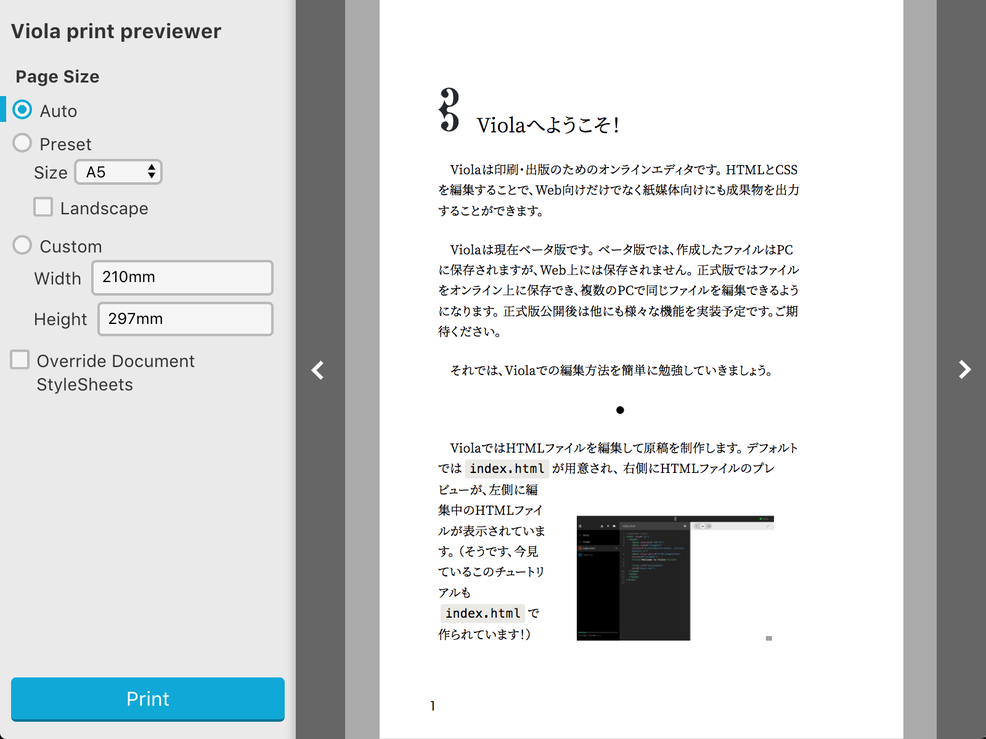 Viola print previewer
Page Size
Auto
Preset
Size A5
Landscape
Custom
Width 210mm
Height 297mm
Override Document
StyleSheets
Print
Violaへようこそ!
Violaは印刷・出版のためのオンラインエディタです。HTMLとCSS
を編集することで、Web向けだけでなく紙媒体向けにも成果物を出力
することができます。
Violaは現在ベータ版です。ベータ版では、作成したファイルはPC
に保存されますが、Web上には保存されません。正式版ではファイル
をオンライン上に保存でき、複数のPCで同じファイルを編集できるよう
になります。正式版公開後は他にも様々な機能を実装予定です。ご期
待ください。
それでは、Violaでの編集方法を簡単に勉強していきましょう。
ViolaではHTMLファイルを編集して原稿を制作します。デフォルト
では index.html が用意され、右側にHTMLファイルのプレ
ビューが、左側に編
集中のHTMLファイ
ルが表示されていま
す。(そうです、今見
ているこのチュートリ
アルも
index.html で
作られています!)
1